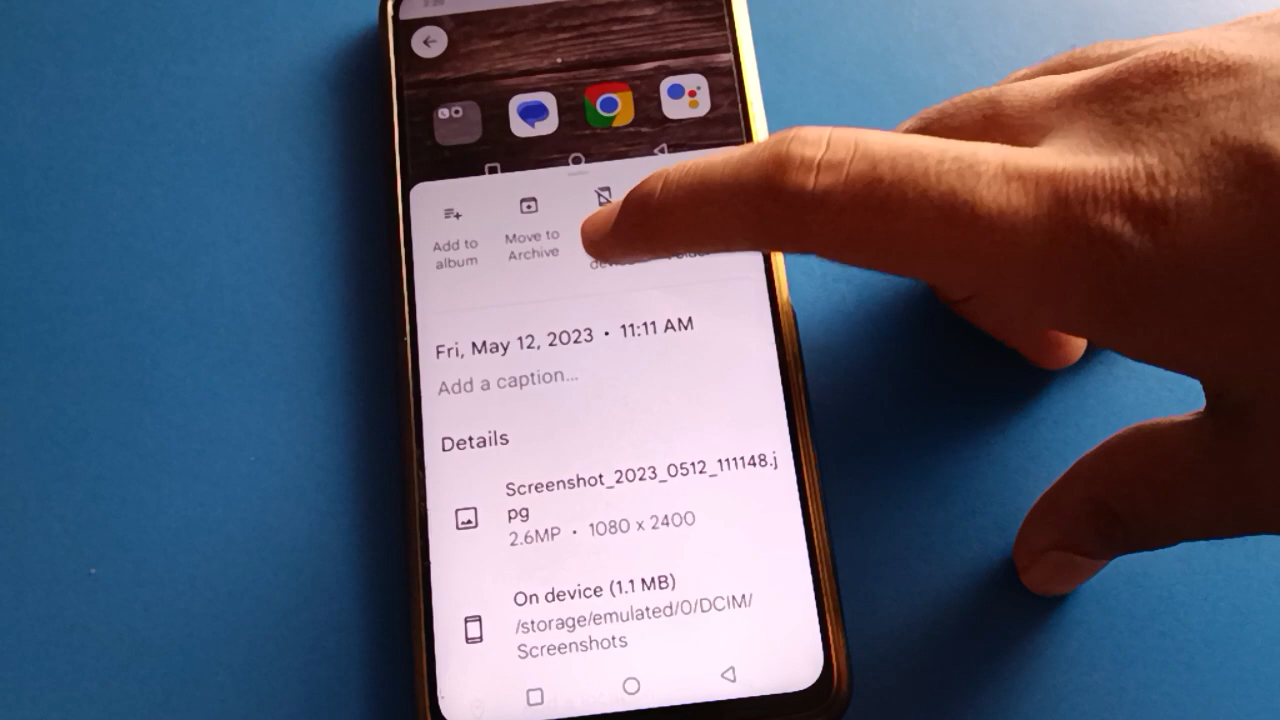 Add to
album
Move to
Archive
Fri, May 12, 2023 • 11:11 AM
Add a caption...
Details
Screenshot_2023_0512_111148.j
pg
2.6MP • 1080 x 2400
On device (1.1 MB)
/storage/emulated/0/DCIM/
Screenshots